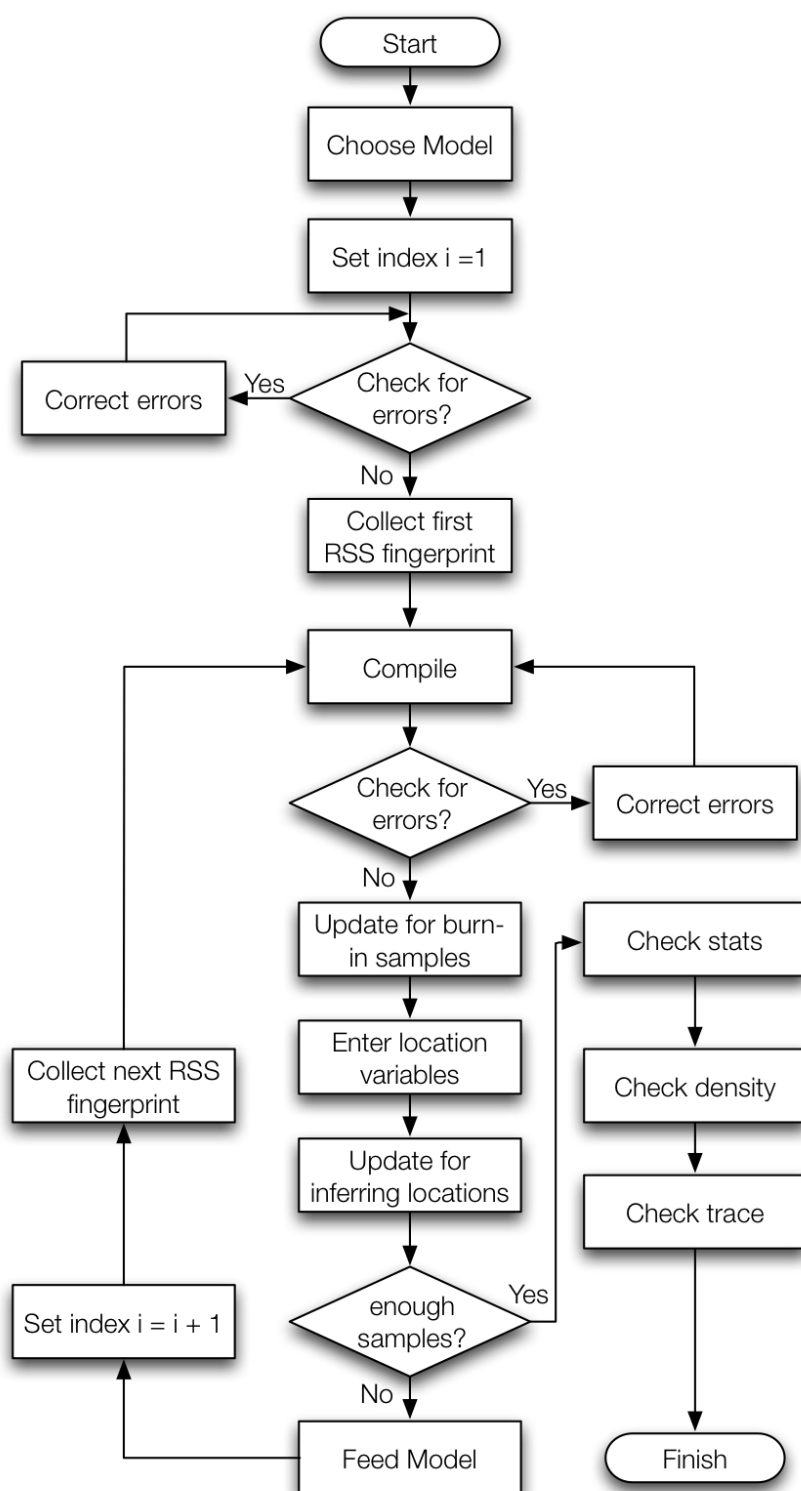 Start
Choose Model
Set index i =1
Check for
errors?
Yes
Correct errors
No
Collect first
RSS fingerprint
Compile
Check for
errors?
Yes
Correct errors
No
Update for burn-
in samples
Check stats
Enter location
variables
Collect next RSS
fingerprint
Check density
Update for
inferring locations
Check trace
enough
samples?
Yes
Set index i = i + 1
No
Feed Model
Finish